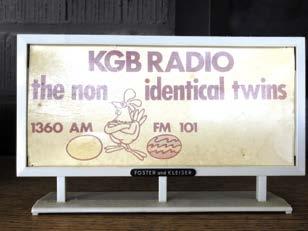 KGB RADIO
the non identical twins
1360 AM FM 101
FOSTER and KLEISER